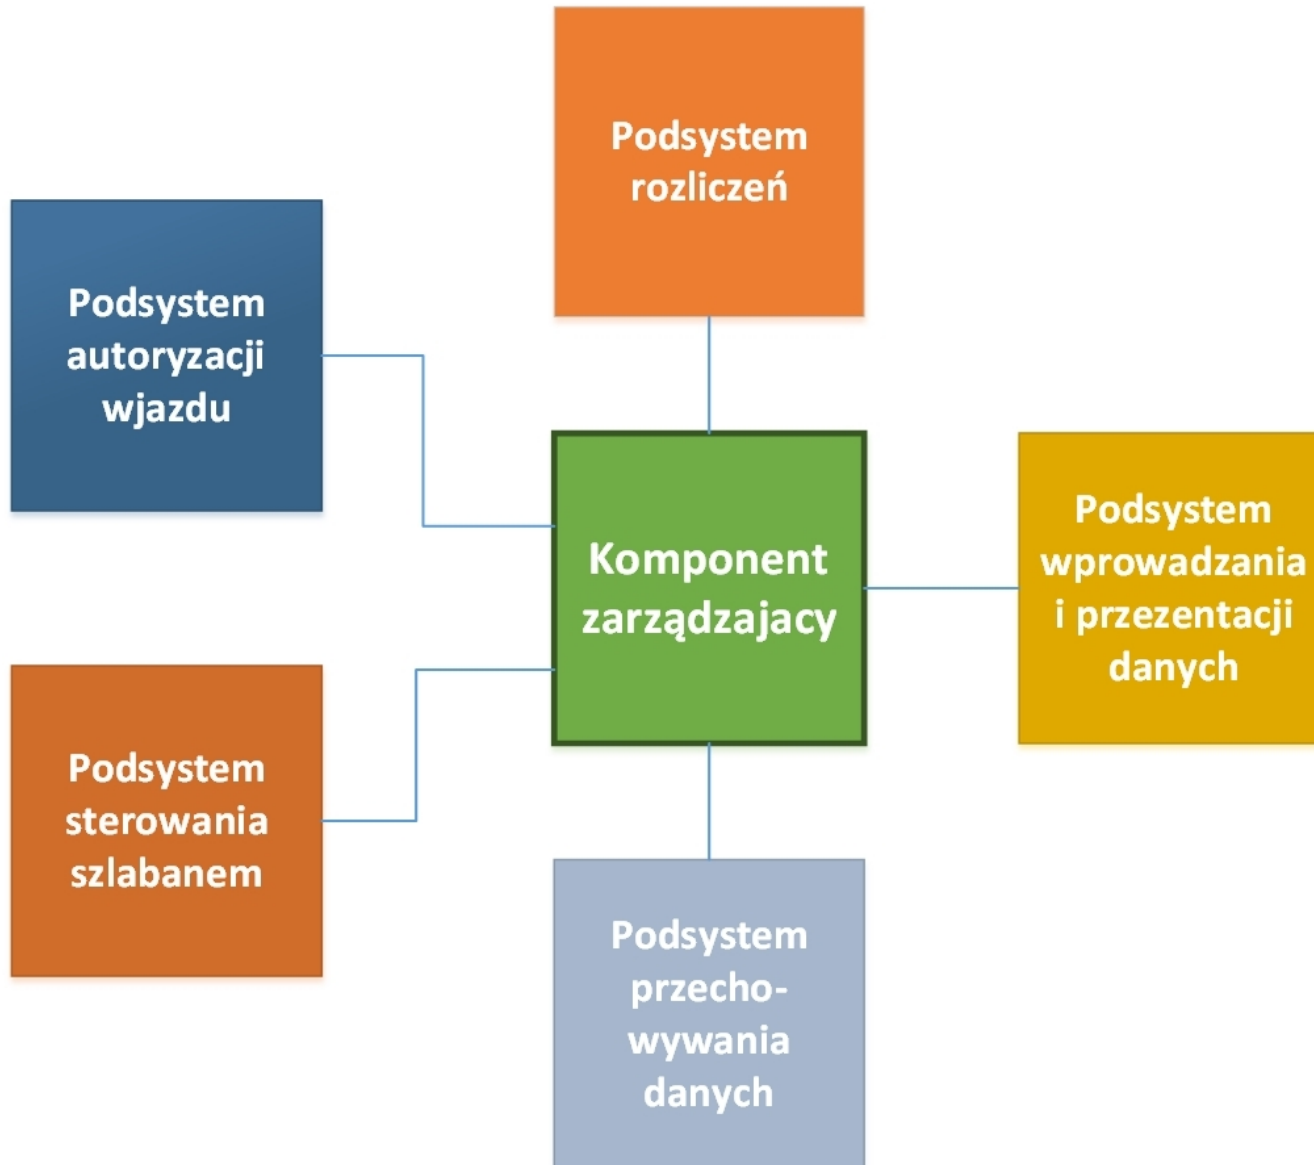 Podsystem
rozliczeń
Podsystem
autoryzacji
wjazdu
Komponent
zarządzajacy
Podsystem
wprowadzania
i przezentacji
danych
Podsystem
sterowania
szlabanem
Podsystem
przecho-
wywania
danych